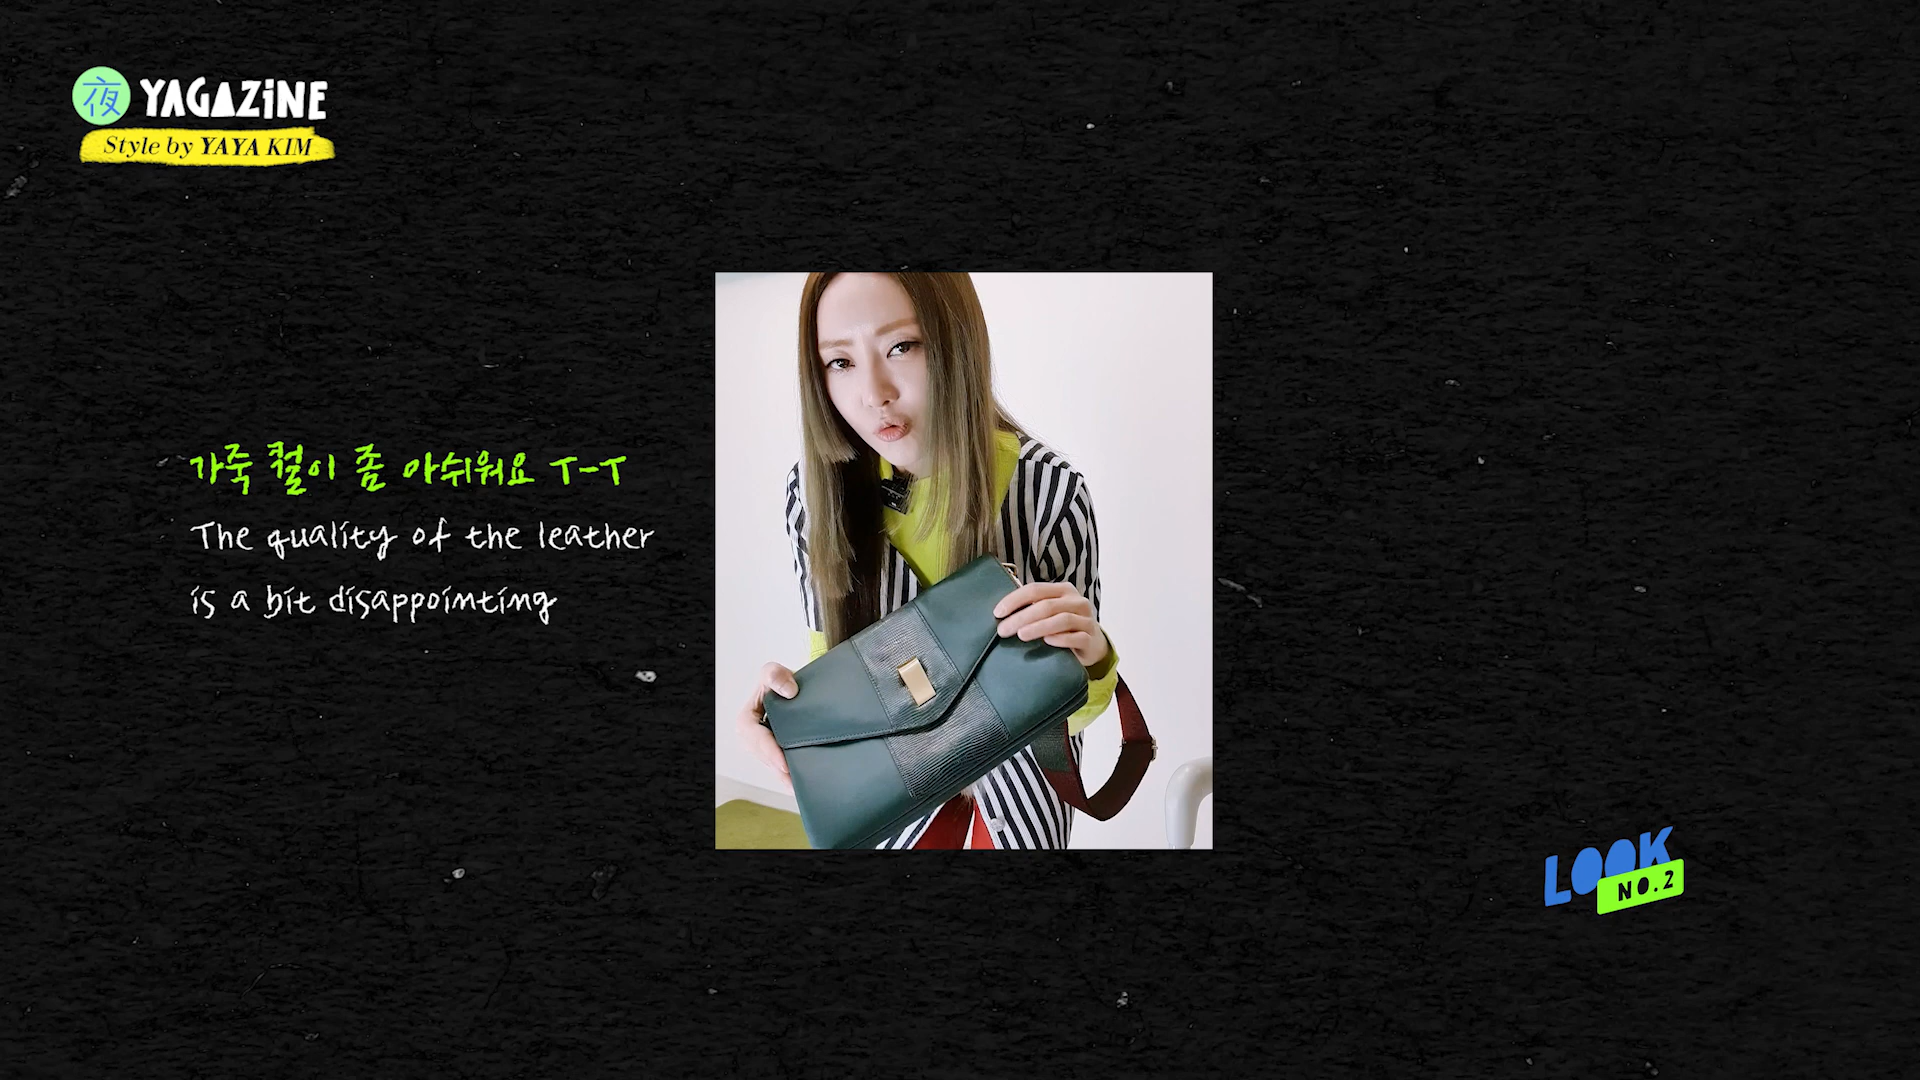 夜 YAGAZINE
Style by YAYA KIM
가죽 퀄이 좀 아쉬워요 T-T
The quality of the leather
is a bit disappointing
LOOK
NO.2